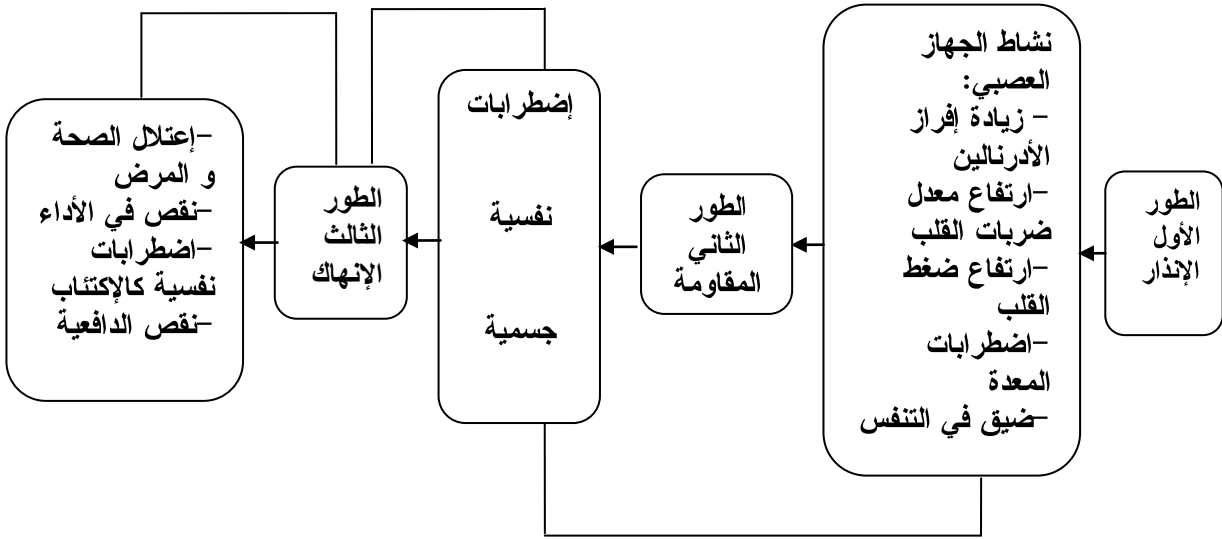 الطور
الأول
الإنذار
نشاط الجهاز
العصبي:
- زيادة إفراز
الأدرنالين
-ارتفاع معدل
ضربات القلب
-ارتفاع ضغط
القلب
-اضطرابات
المعدة
-ضيق في التنفس
الطور
الثاني
المقاومة
إضطرابات
نفسية
جسمية
الطور
الثالث
الإنهاك
-إعتلال الصحة
و المرض
-نقص في الأداء
-اضطرابات
نفسية كالإكتئاب
-نقص الدافعية